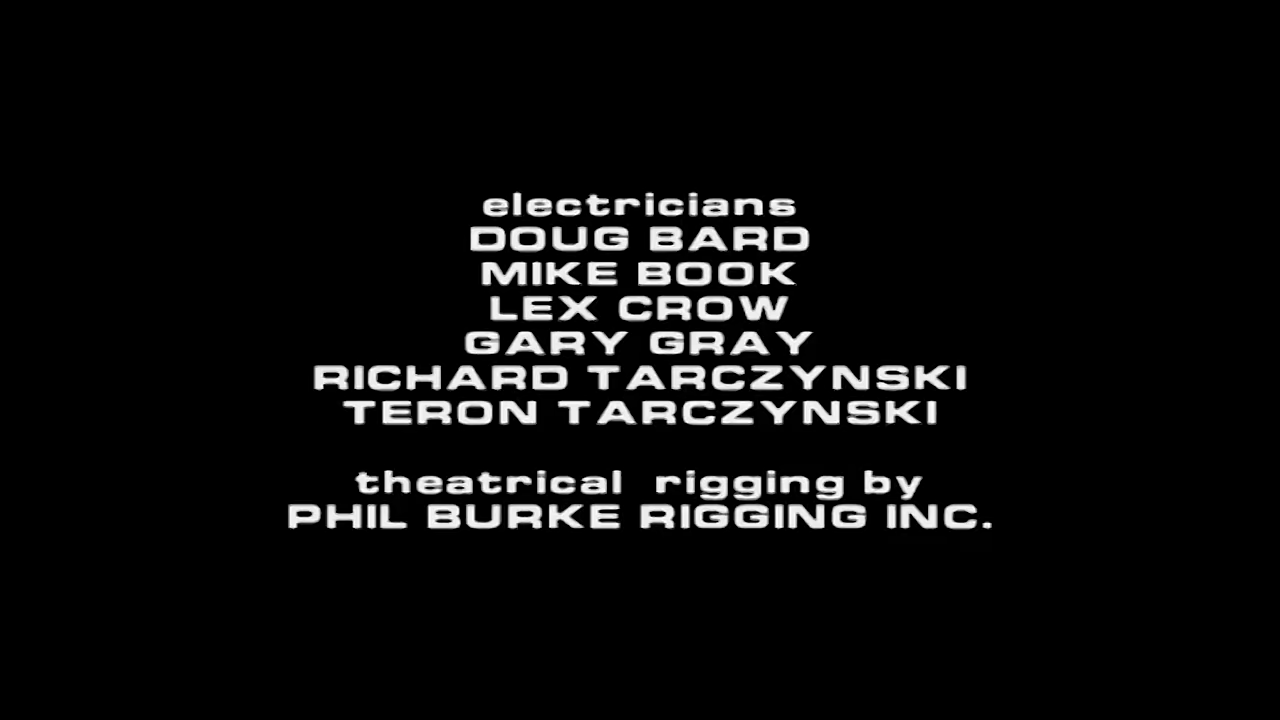 electricians
DOUG BARD
MIKE BOOK
LEX CROW
GARY GRAY
RICHARD TARCZYNSKI
TERON TARCZYNSKI
theatrical rigging by
PHIL BURKE RIGGING INC.